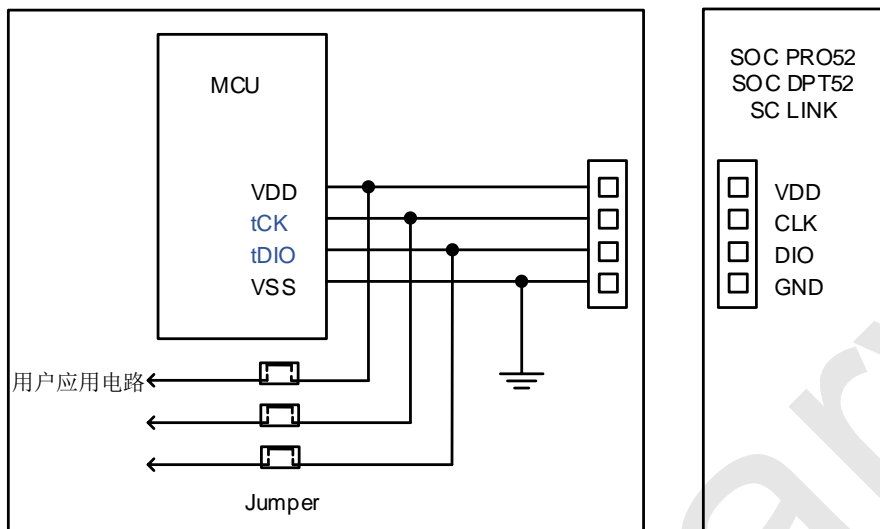 SOC PRO52
SOC DPT52
SC LINK
MCU
VDD
tCK
tDIO
VSS
VDD
CLK
DIO
GND
用户应用电路
Jumper